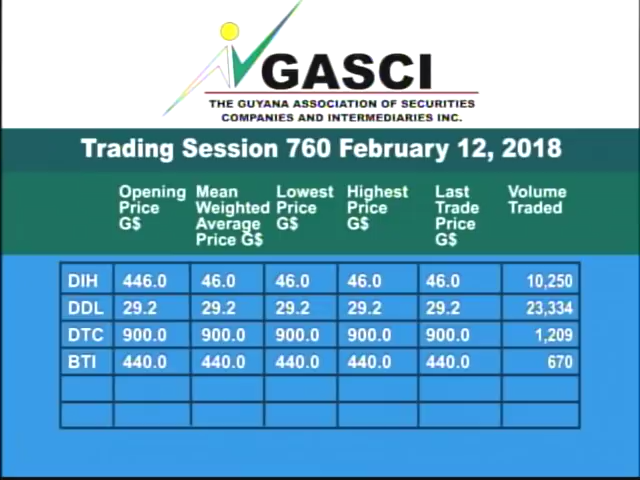 GASCI
THE GUYANA ASSOCIATION OF SECURITIES
COMPANIES AND INTERMEDIARIES INC.
Trading Session 760 February 12, 2018
Opening Price G$ Mean Weighted Average Price G$ Lowest Price G$ Highest Price G$ Last Trade Price G$ Volume Traded
DIH 446.0 46.0 46.0 46.0 46.0 10,250
DDL 29.2 29.2 29.2 29.2 29.2 23,334
DTC 900.0 900.0 900.0 900.0 900.0 1,209
BTI 440.0 440.0 440.0 440.0 440.0 670